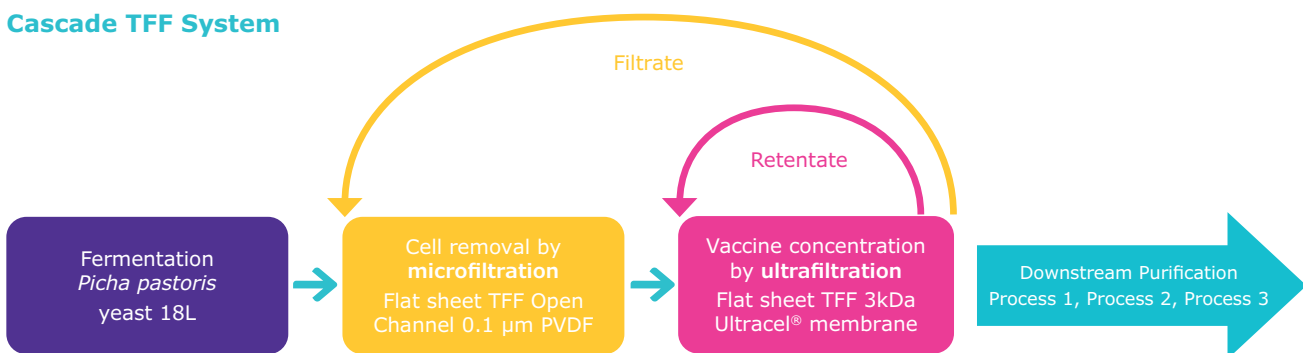 Cascade TFF System
Filtrate
Retentate
Fermentation
Picha pastoris
yeast 18L
Cell removal by
microfiltration
Flat sheet TFF Open
Channel 0.1 µm PVDF
Vaccine concentration
by ultrafiltration
Flat sheet TFF 3kDa
Ultracel® membrane
Downstream Purification
Process 1, Process 2, Process 3